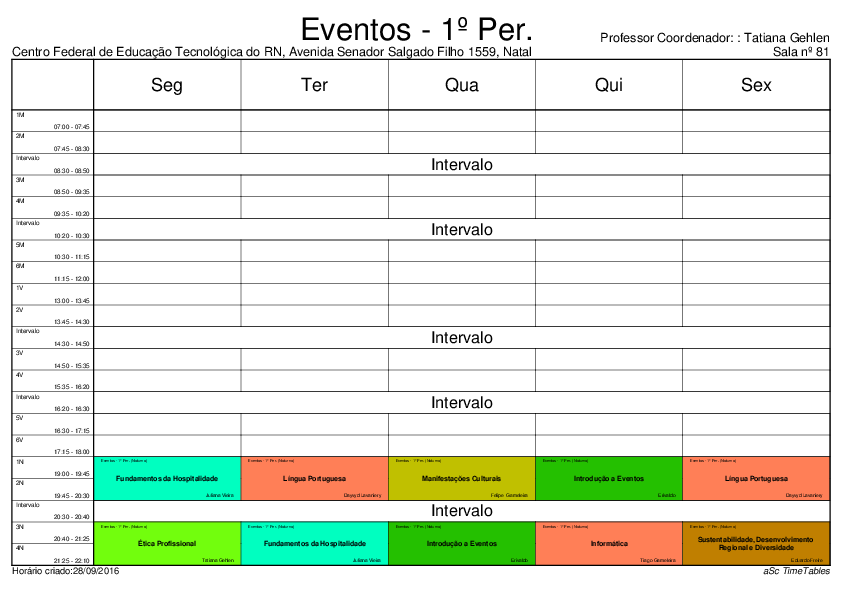 Eventos - 1º Per.
Professor Coordenador: : Tatiana Gehlen
Centro Federal de Educação Tecnológica do RN, Avenida Senador Salgado Filho 1559, Natal
Sala nº 81
Seg Ter Qua Qui Sex
1M
07:00 - 07:45
2M
07:45 - 08:30
Intervalo
08:30 - 08:50
Intervalo
3M
08:50 - 09:35
4M
09:35 - 10:20
Intervalo
10:20 - 10:30
Intervalo
5M
10:30 - 11:15
6M
11:15 - 12:00
1V
13:00 - 13:45
2V
13:45 - 14:30
Intervalo
14:30 - 14:50
Intervalo
3V
14:50 - 15:35
4V
15:35 - 16:20
Intervalo
16:20 - 16:30
Intervalo
5V
16:30 - 17:15
6V
17:15 - 18:00
1N
19:00 - 19:45
2N
19:45 - 20:30
Eventos - 1º Per. (Noturno)
Fundamentos da Hospitalidade
Juliana Vieira
Eventos - 1º Per. (Noturno)
Língua Portuguesa
Eventos - 1º Per. (Noturno)
Manifestações Culturais
Felipe
Eventos - 1º Per. (Noturno)
Introdução a Eventos
Erivaldo
Eventos - 1º Per. (Noturno)
Língua Portuguesa
Intervalo
20:30 - 20:40
Intervalo
3N
20:40 - 21:25
4N
21:25 - 22:10
Eventos - 1º Per. (Noturno)
Ética Profissional
Tatiana Gehlen
Eventos - 1º Per. (Noturno)
Fundamentos da Hospitalidade
Juliana Vieira
Eventos - 1º Per. (Noturno)
Introdução a Eventos
Erivaldo
Eventos - 1º Per. (Noturno)
Informática
Tiago
Eventos - 1º Per. (Noturno)
Sustentabilidade, Desenvolvimento
Regional e Diversidade
Eduardo
Horário criado:28/09/2016
aSc TimeTables